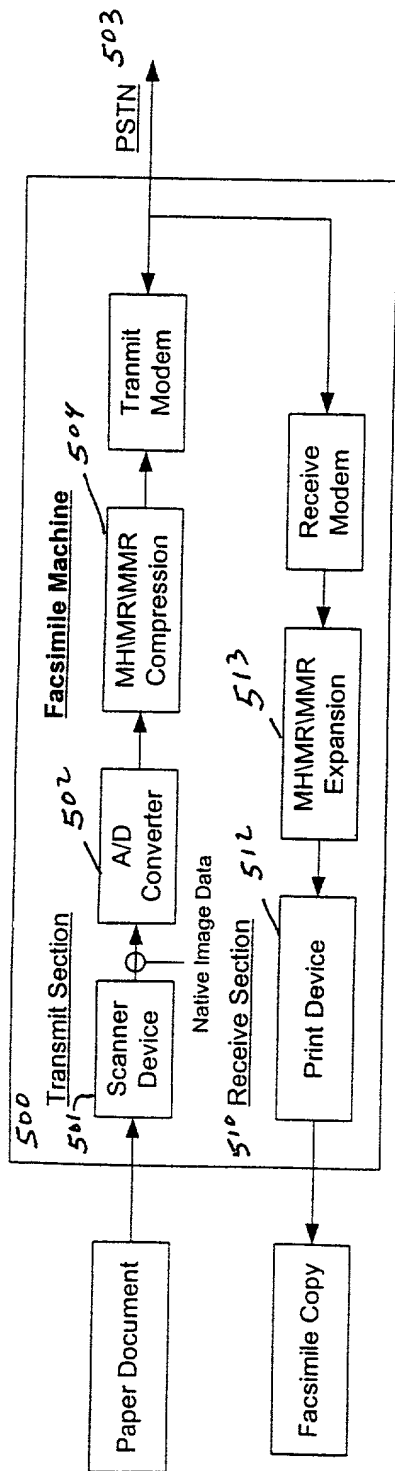 Facsimile Machine
PSTN 503
500
Transmit Section
Paper Document
501
Scanner
Device
Native Image Data
502
A/D
Converter
504
MH\MR\MMR
Compression
Tranmit
Modem
510 Receive Section
Facsimile Copy
512
Print Device
513
MH\MR\MMR
Expansion
Receive
Modem